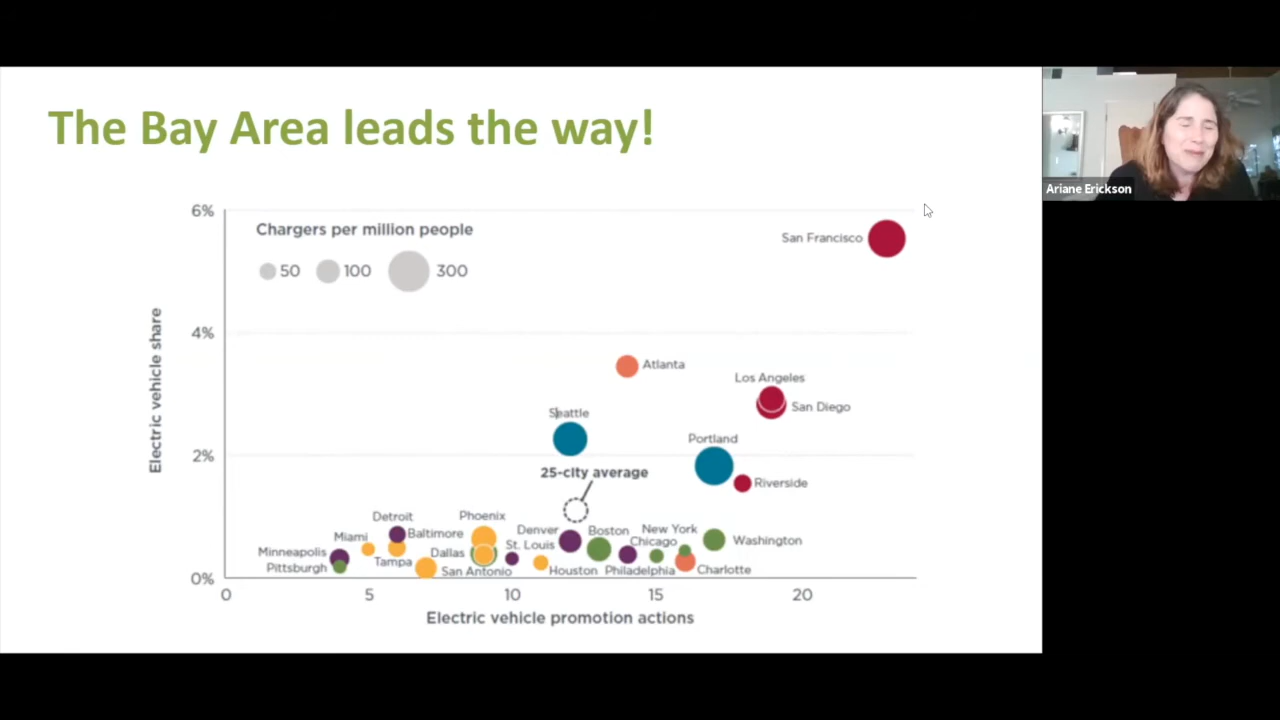 The Bay Area leads the way!
Ariane Erickson
6%
4%
2%
0%
Electric vehicle share
Chargers per million people
50
100
300
San Francisco
Atlanta
Los Angeles
San Diego
Seattle
Portland
25-city average
Riverside
Detroit
Phoenix
Miami
Baltimore
Denver
Boston
New York
Minneapolis
Dallas
St. Louis
Chicago
Washington
Pittsburgh
Tampa
San Antonio
Houston
Philadelphia
Charlotte
0
5
10
15
20
Electric vehicle promotion actions